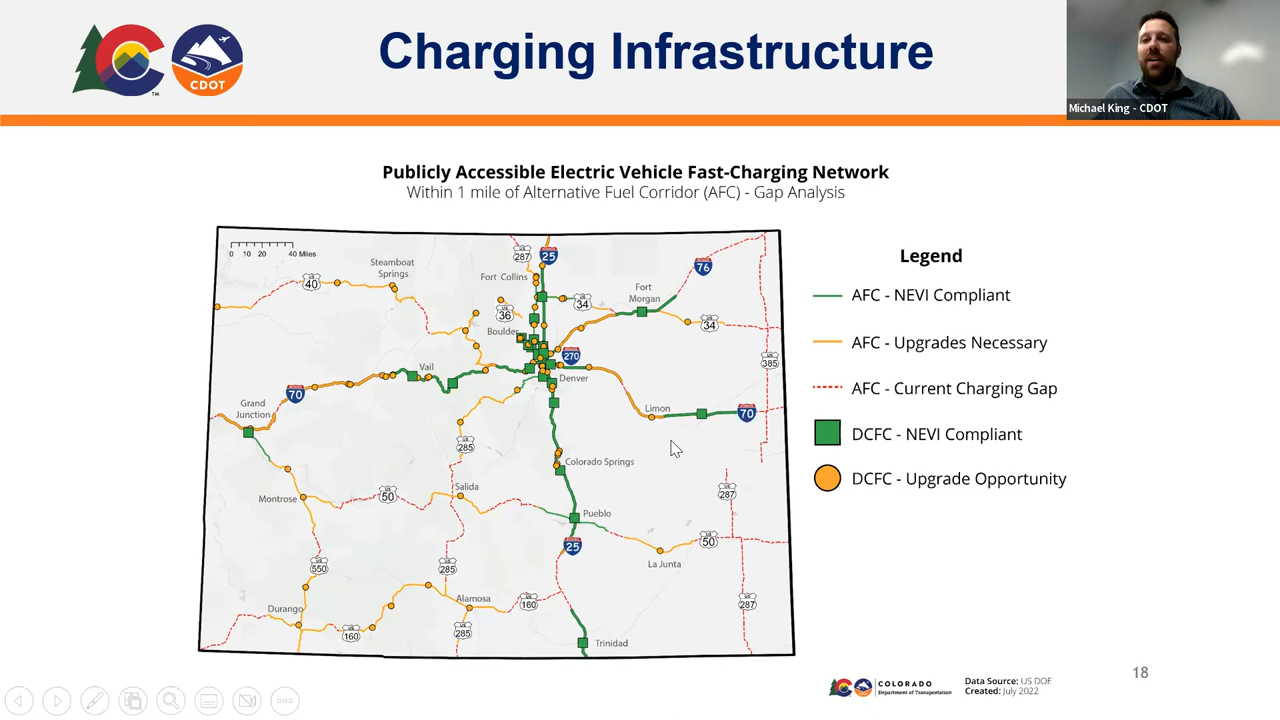 CDOT
TM
Charging Infrastructure
Michael King - CDOT
Publicly Accessible Electric Vehicle Fast-Charging Network
Within 1 mile of Alternative Fuel Corridor (AFC) - Gap Analysis
0 10 20 40 Miles
Steamboat
Springs
40
US
287
25
Fort Collins
76
Fort
Morgan
36
34
34
Boulder
270
385
Vail
Denver
70
Grand
Junction
Limon
70
285
Colorado Springs
287
Montrose
50
Salida
Pueblo
25
50
La Junta
550
285
Durango
160
Alamosa
285
160
287
Trinidad
Legend
AFC - NEVI Compliant
AFC - Upgrades Necessary
AFC - Current Charging Gap
DCFC - NEVI Compliant
DCFC - Upgrade Opportunity
18
COLORADO
Department of Transportation
Data Source: US DOE
Created: July 2022